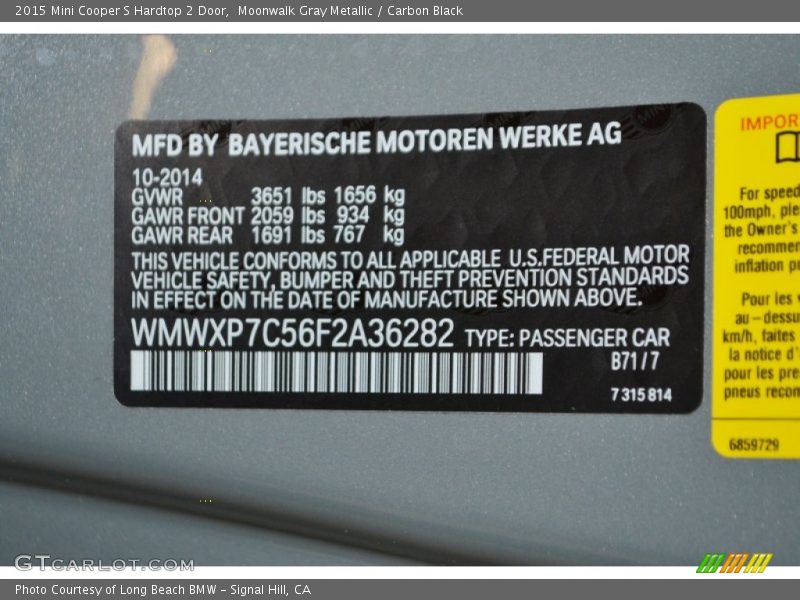 2015 Mini Cooper S Hardtop 2 Door,  Moonwalk Gray Metallic / Carbon Black
MFD BY BAYERISCHE MOTOREN WERKE AG
10-2014
GVWR 3651 lbs 1656 kg
GAWR FRONT 2059 lbs 934 kg
GAWR REAR 1691 lbs 767 kg
THIS VEHICLE CONFORMS TO ALL APPLICABLE U.S.FEDERAL MOTOR
VEHICLE SAFETY, BUMPER AND THEFT PREVENTION STANDARDS
IN EFFECT ON THE DATE OF MANUFACTURE SHOWN ABOVE.
WMWXP7C56F2A36282 TYPE: PASSENGER CAR
B71/7
7 315 814
IMPOR
For speed
100mph, ple
the Owner's
recommen
inflation p
Pour les v
au-dessu
km/h, faites
la notice d'
pour les pre
pneus recon
6859729
GTCARLOT.COM
Photo Courtesy of Long Beach BMW - Signal Hill, CA